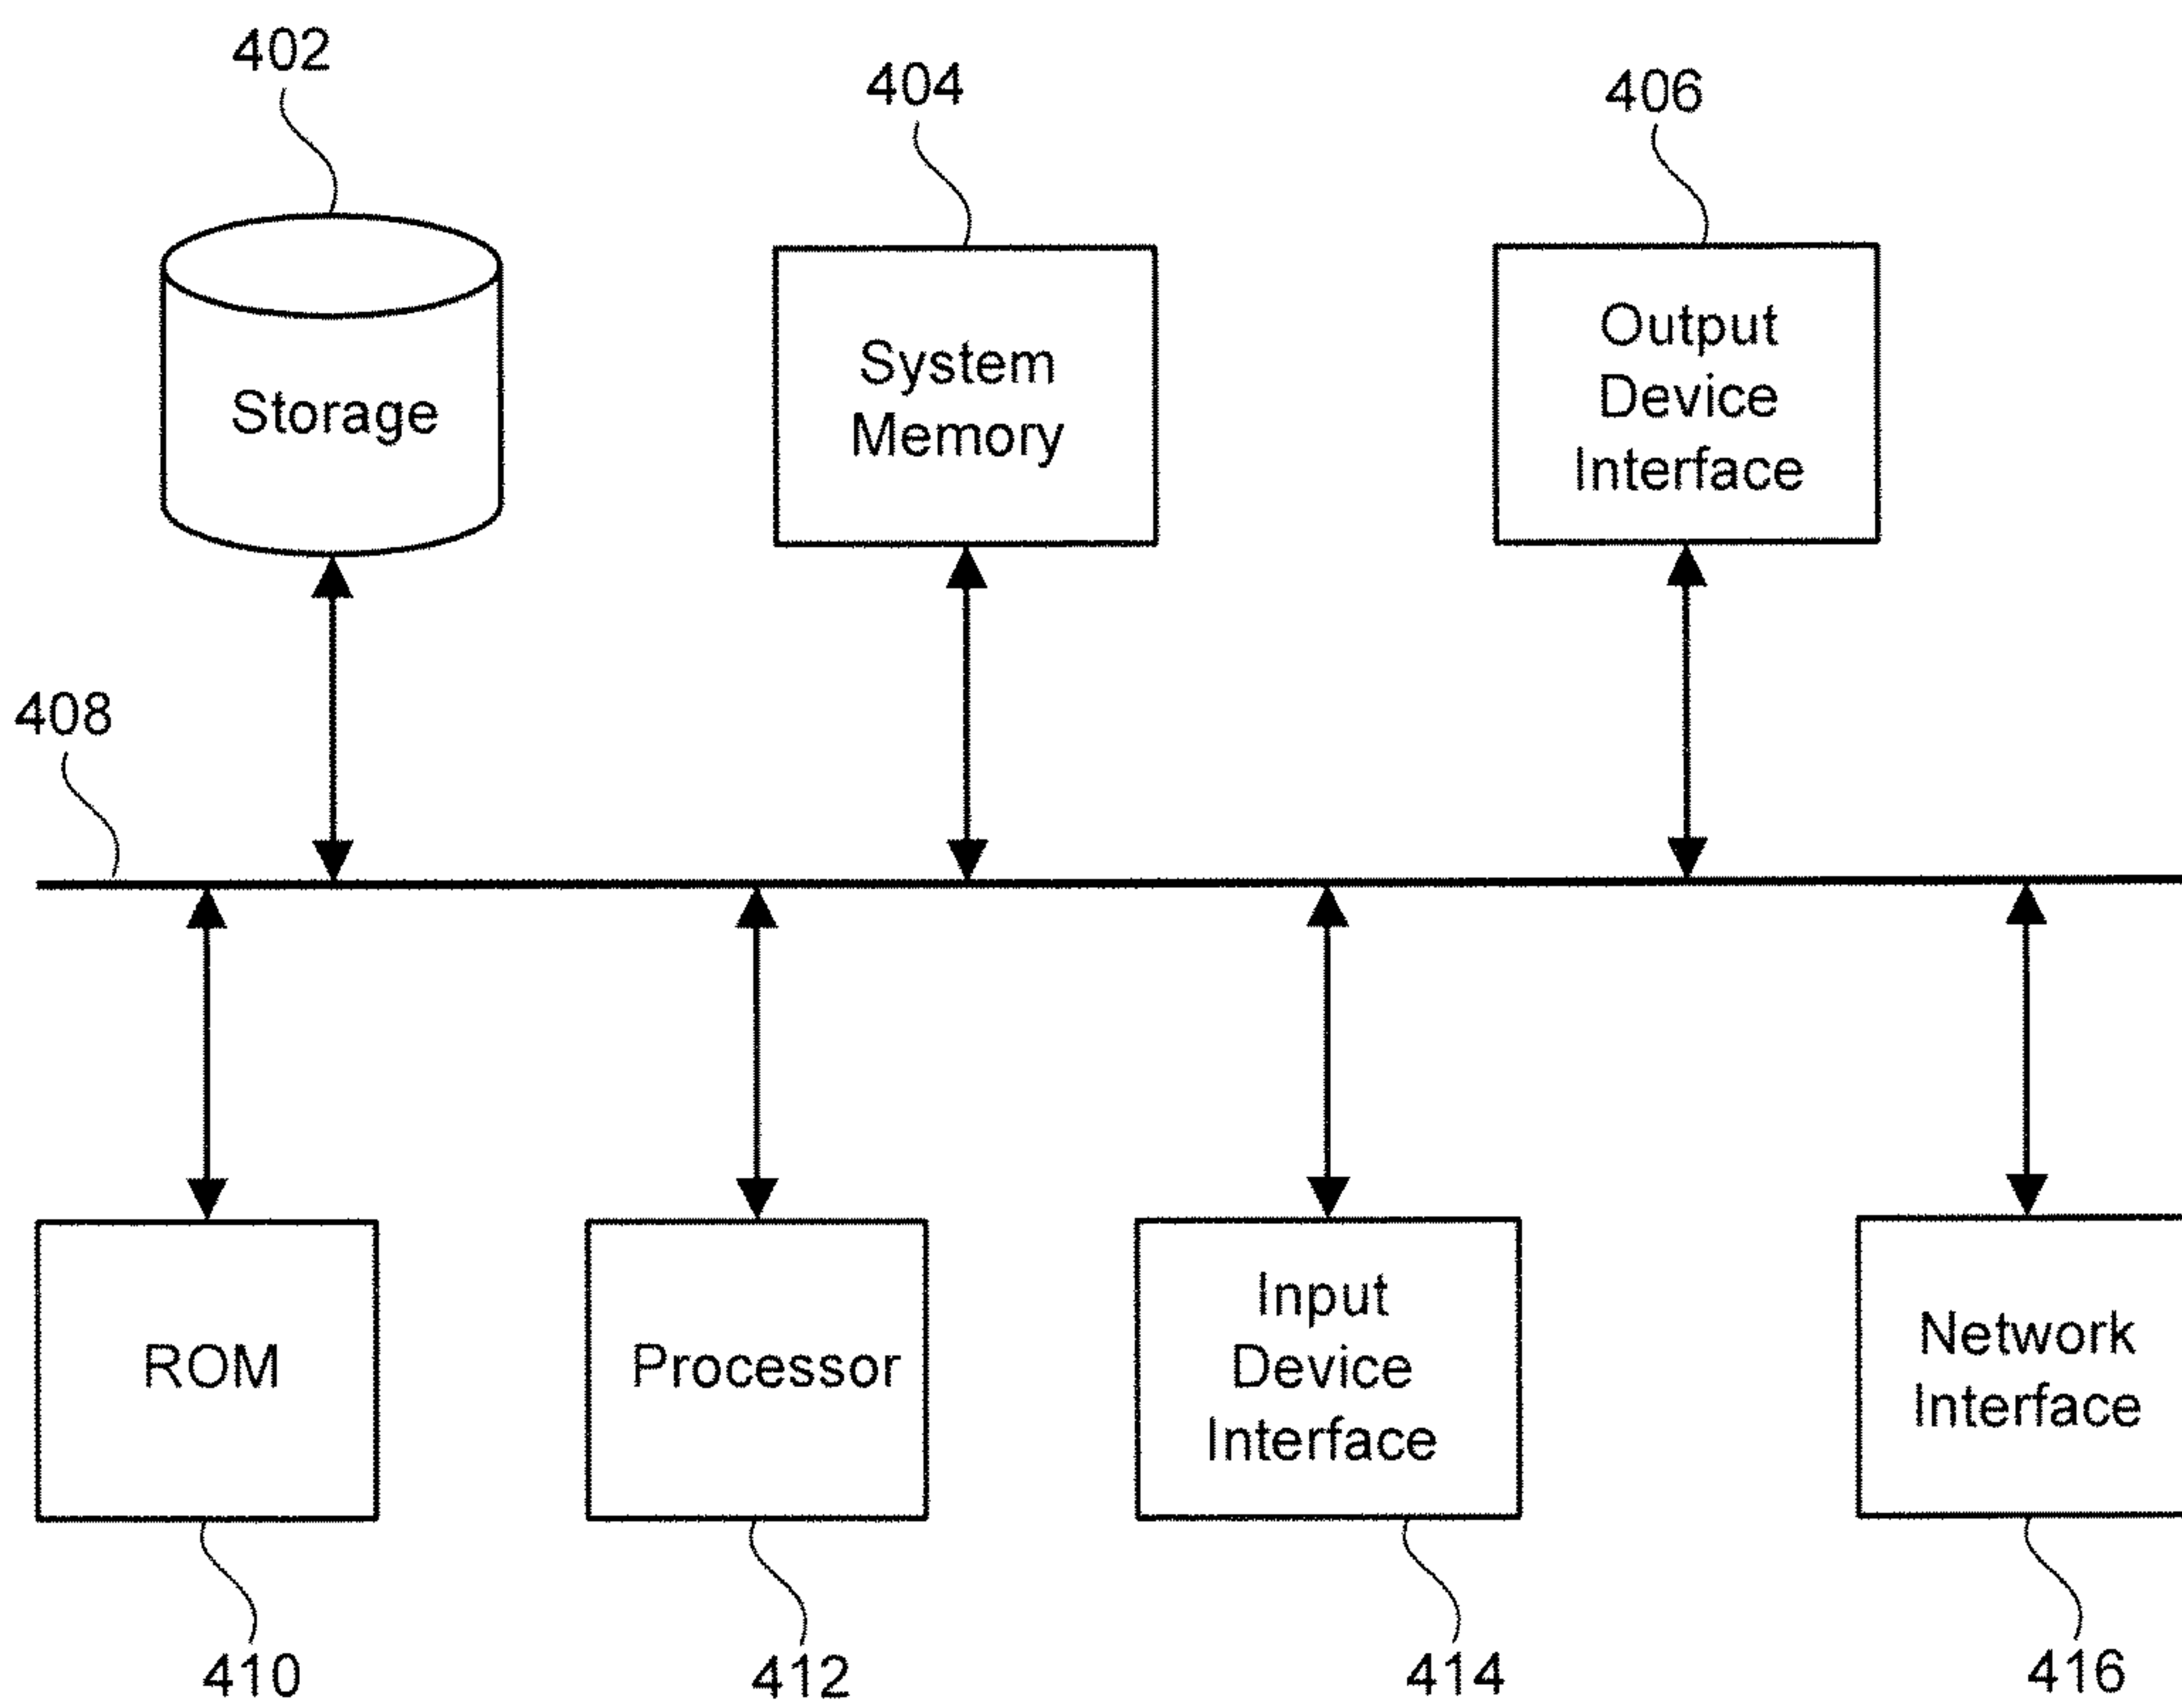 402
404
406
Storage
System
Memory
Output
Device
Interface
408
ROM
Processor
Input
Device
Interface
Network
Interface
410
412
414
416